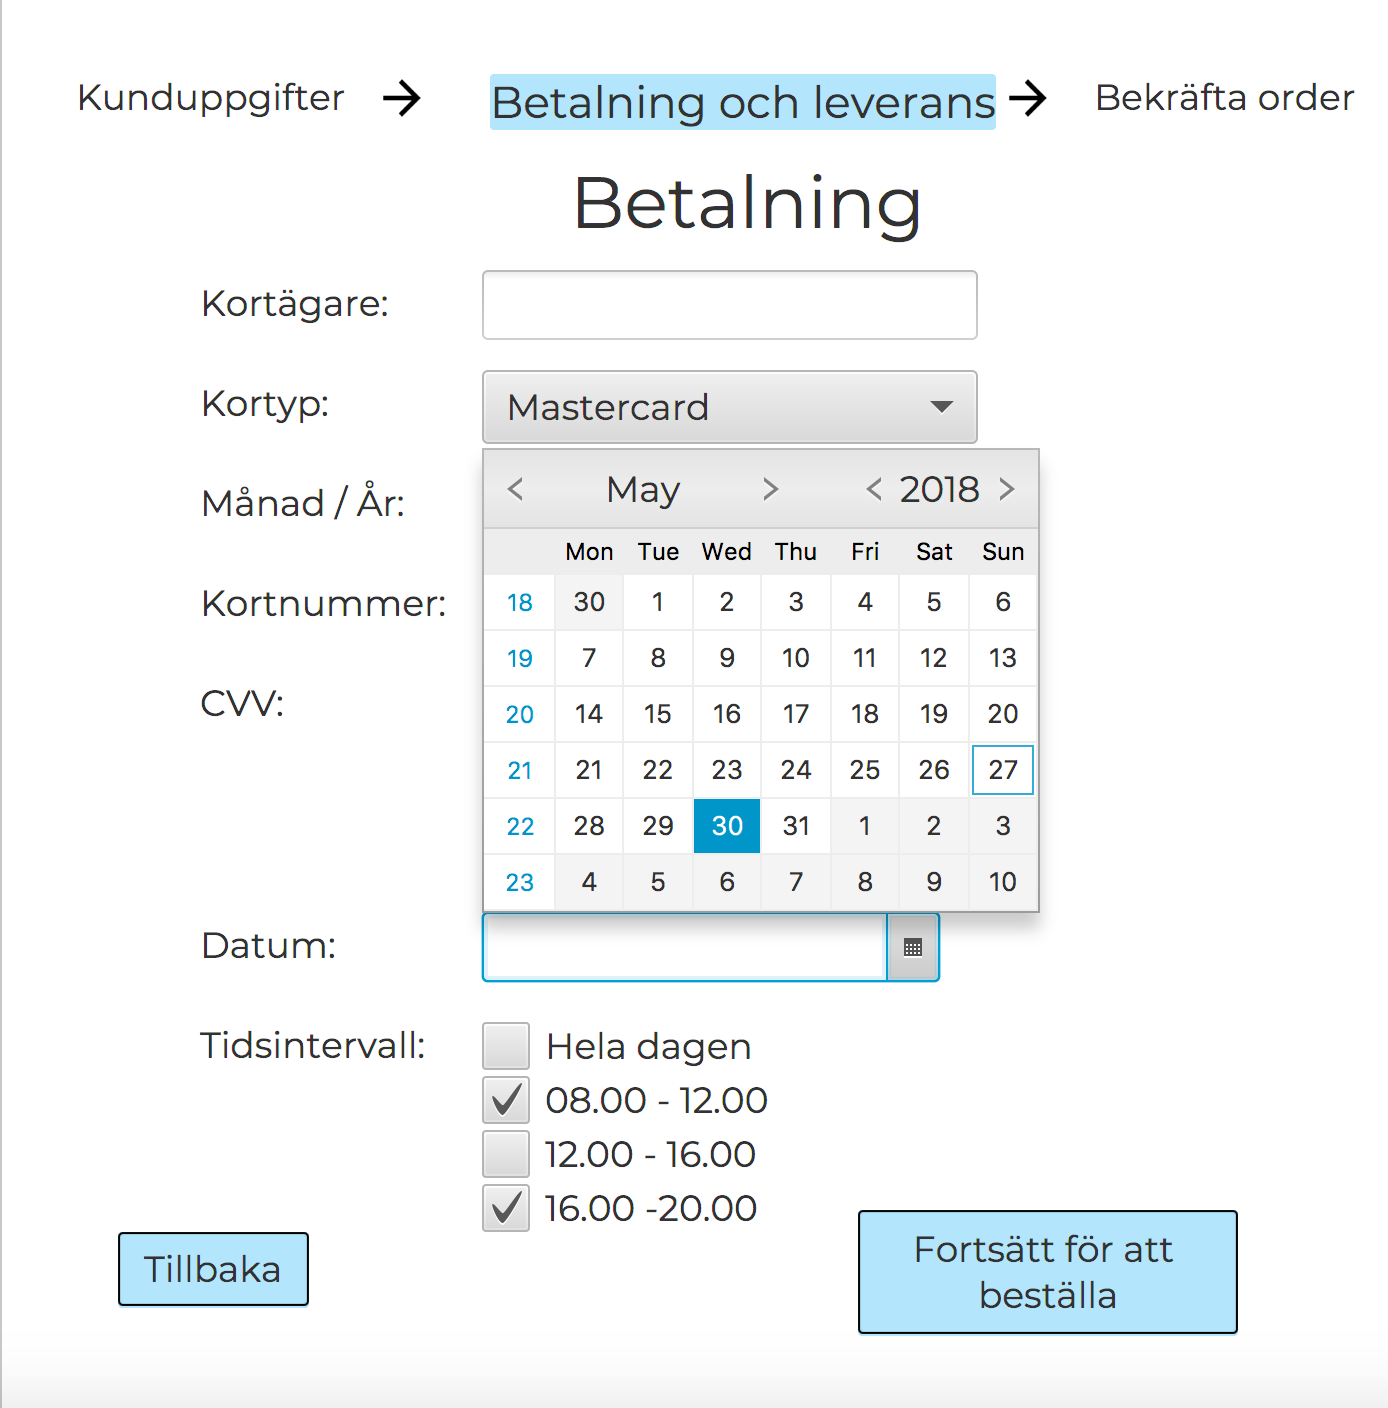 Kunduppgifter → Betalning och leverans → Bekräfta order
Betalning
Kortägare:
Kortyp: Mastercard
Månad / År:
< May > < 2018 >
Mon Tue Wed Thu Fri Sat Sun
18 30 1 2 3 4 5 6
Kortnummer:
19 7 8 9 10 11 12 13
CVV:
20 14 15 16 17 18 19 20
21 21 22 23 24 25 26 27
22 28 29 30 31 1 2 3
23 4 5 6 7 8 9 10
Datum:
Tidsintervall: Hela dagen
08.00 - 12.00
12.00 - 16.00
16.00 -20.00
Tillbaka
Fortsätt för att
beställa